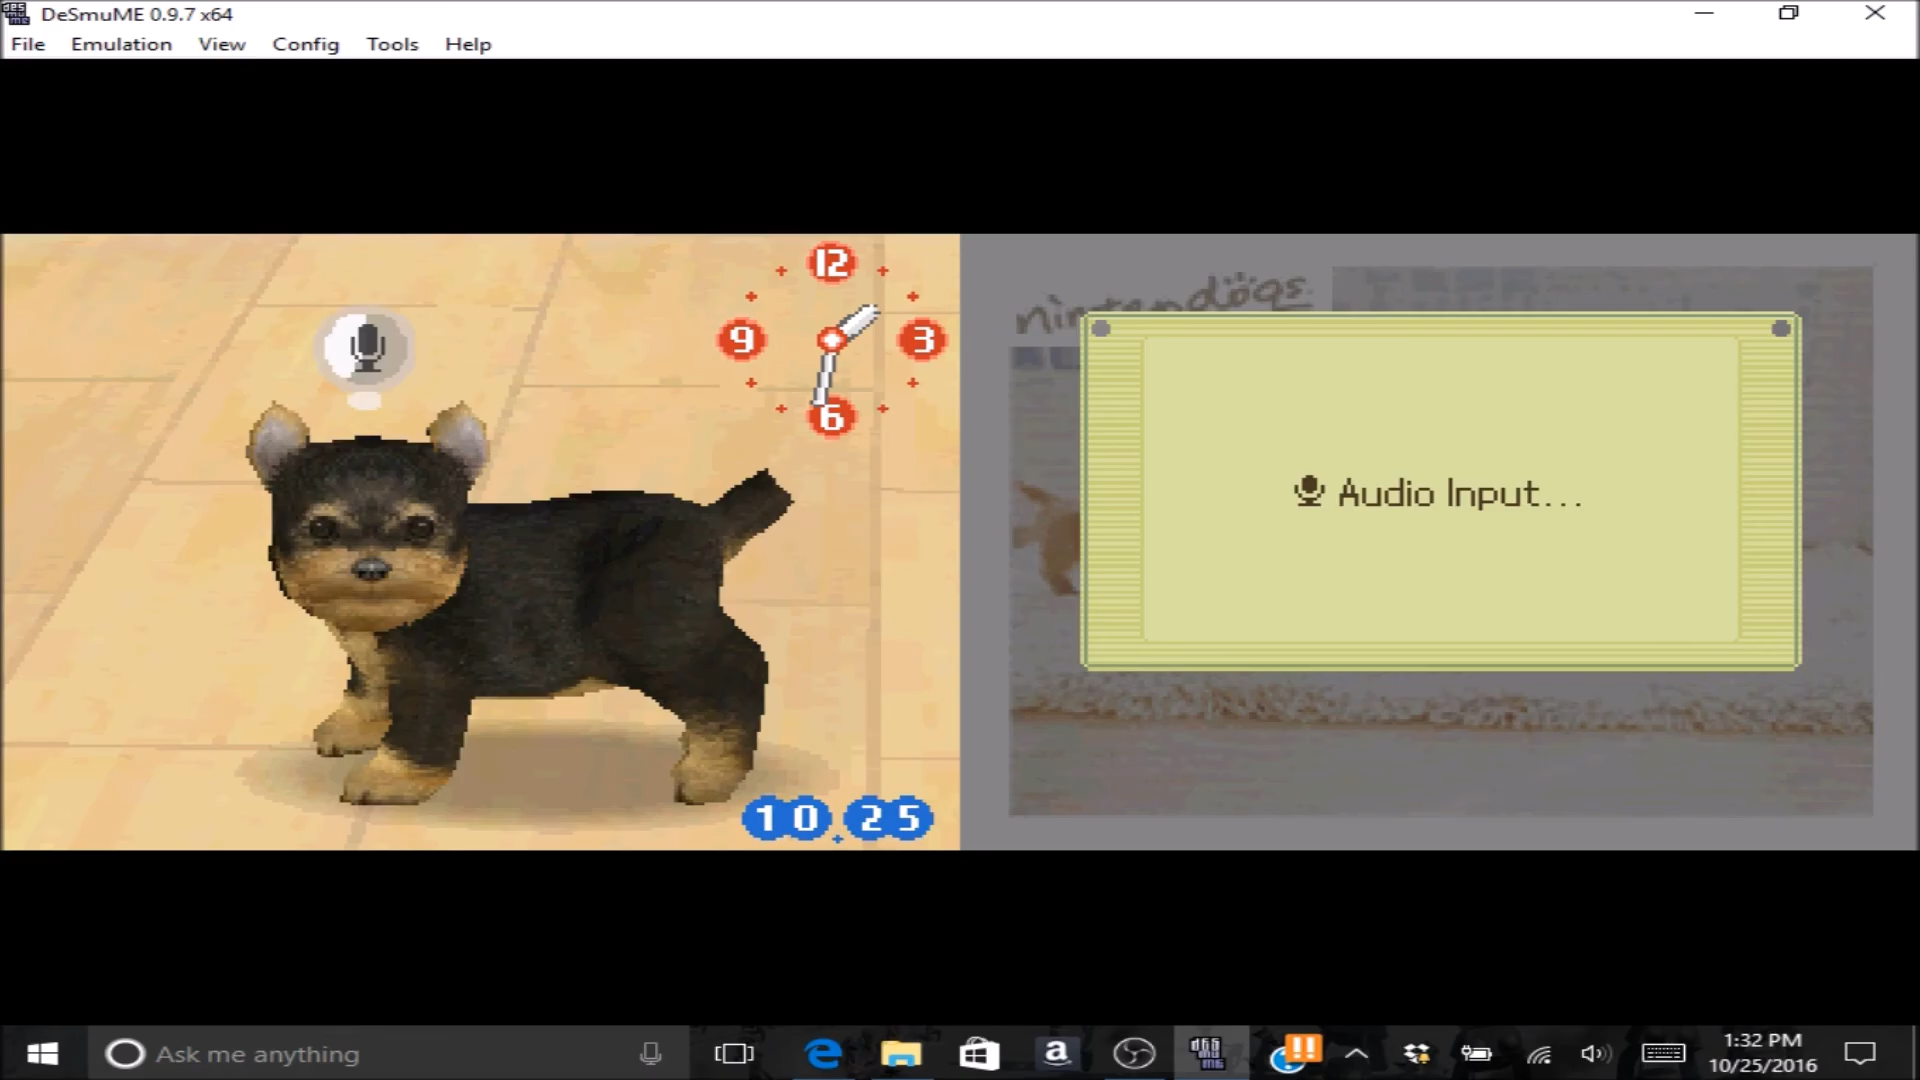 DeSmuME 0.9.7 x64
File Emulation View Config Tools Help
12
9 3
6
10.25
nintendogs
Audio Input...
Ask me anything
1:32 PM
10/25/2016